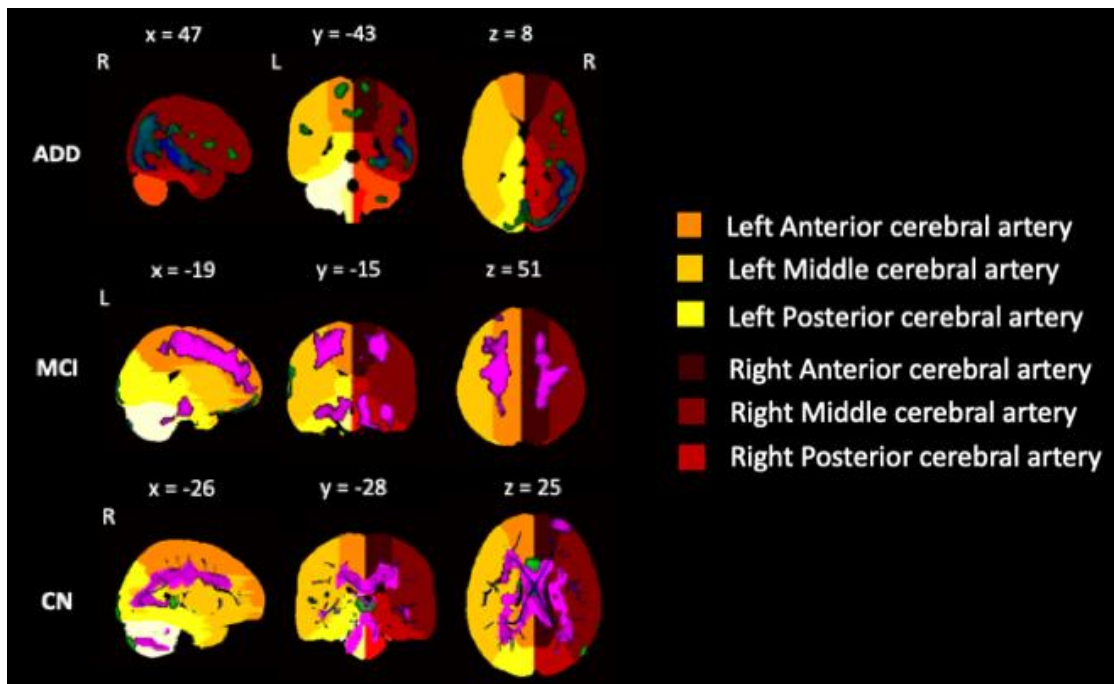 x = 47 y = -43 z = 8
R L R
ADD
x = -19 y = -15 z = 51
L
MCI
x = -26 y = -28 z = 25
R
CN
Left Anterior cerebral artery
Left Middle cerebral artery
Left Posterior cerebral artery
Right Anterior cerebral artery
Right Middle cerebral artery
Right Posterior cerebral artery